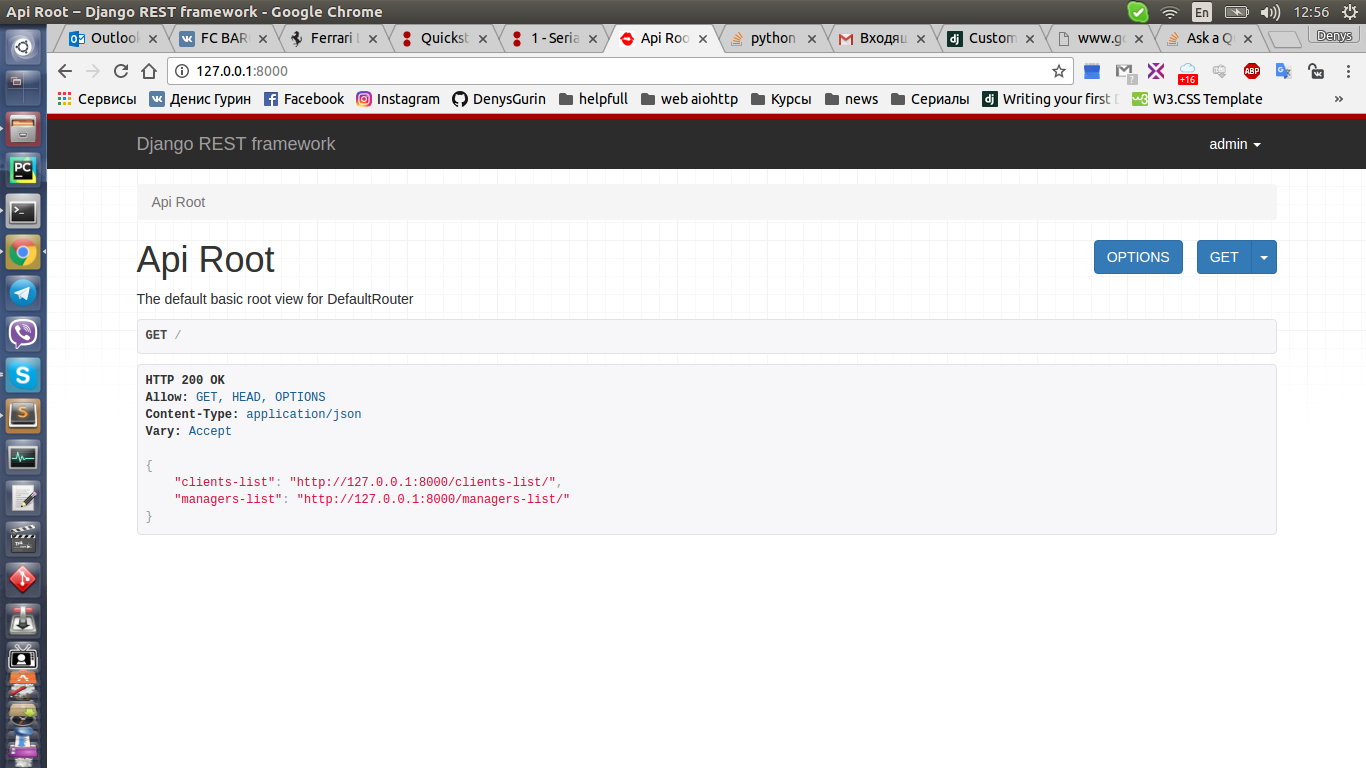 Api Root – Django REST framework - Google Chrome
En
12:56
Outlook
FC BAR
Ferrari
Quickst
1 - Seria
Api Roo
python
Входящ
Custom
www.go
Ask a Q
Denys
127.0.0.1:8000
+16
ABP
Сервисы
Денис Гурин
Facebook
Instagram
DenysGurin
helpfull
web aiohttp
Курсы
news
Сериалы
Writing your first
W3.CSS Template
»
Django REST framework
admin
Api Root
Api Root
OPTIONS
GET
The default basic root view for DefaultRouter
GET /
HTTP 200 OK
Allow: GET, HEAD, OPTIONS
Content-Type: application/json
Vary: Accept
{
"clients-list": "http://127.0.0.1:8000/clients-list/",
"managers-list": "http://127.0.0.1:8000/managers-list/"
}